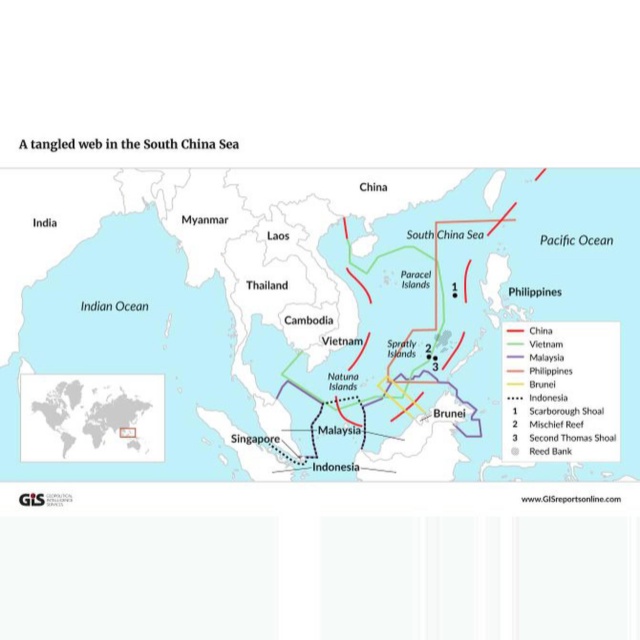 A tangled web in the South China Sea
China
India
Myanmar
Laos
South China Sea
Pacific Ocean
Thailand
Paracel
Islands
1
Philippines
Indian Ocean
Cambodia
Vietnam
Spratly
Islands
2
3
Natuna
Islands
Brunei
Malaysia
Singapore
Indonesia
China
Vietnam
Malaysia
Philippines
Brunei
Indonesia
1 Scarborough Shoal
2 Mischief Reef
3 Second Thomas Shoal
Reed Bank
GIS
GEOPOLITICAL
INTELLIGENCE
SERVICES
www.GISreportsonline.com